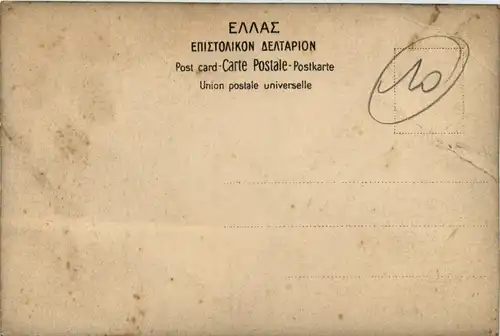 ΕΛΛΑΣ
ΕΠΙΣΤΟΛΙΚΟΝ ΔΕΛΤΑΡΙΟΝ
Post card-Carte Postale-Postkarte
Union postale universelle
10